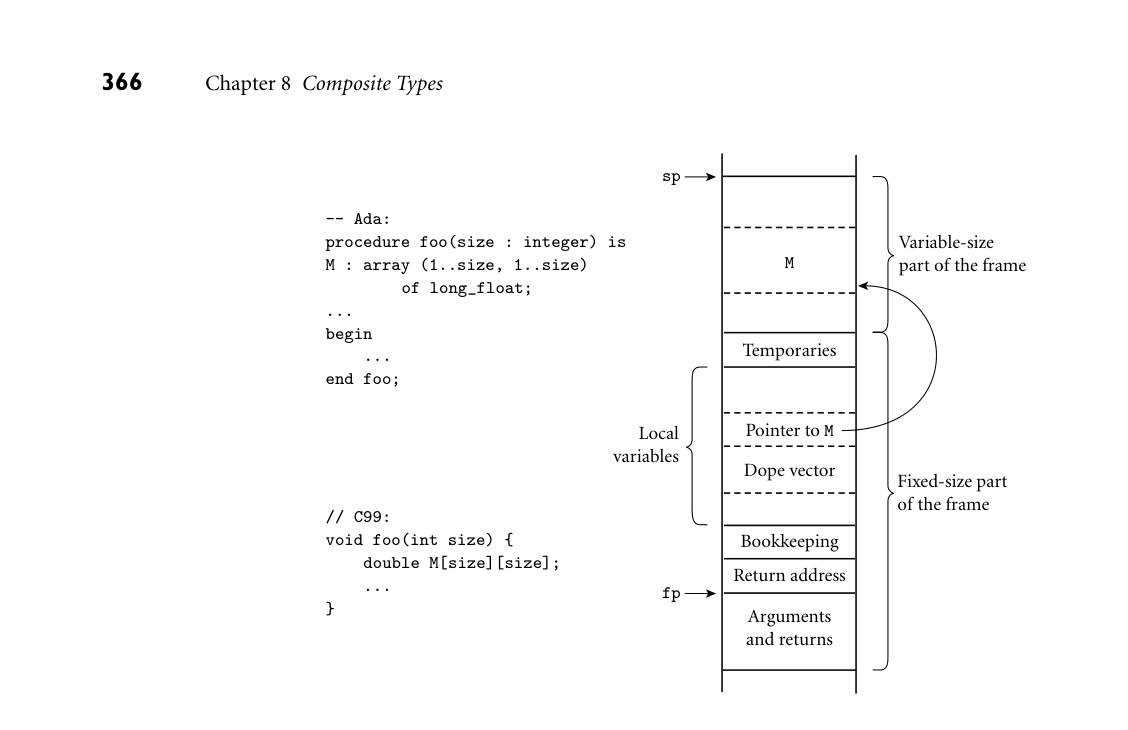 366 Chapter 8 Composite Types
-- Ada:
procedure foo(size : integer) is
M : array (1..size, 1..size)
of long_float;
...
begin
...
end foo;
// C99:
void foo(int size) {
double M[size][size];
...
}
sp
M
Variable-size
part of the frame
Temporaries
Local
variables
Pointer to M
Dope vector
Fixed-size part
of the frame
Bookkeeping
Return address
fp
Arguments
and returns